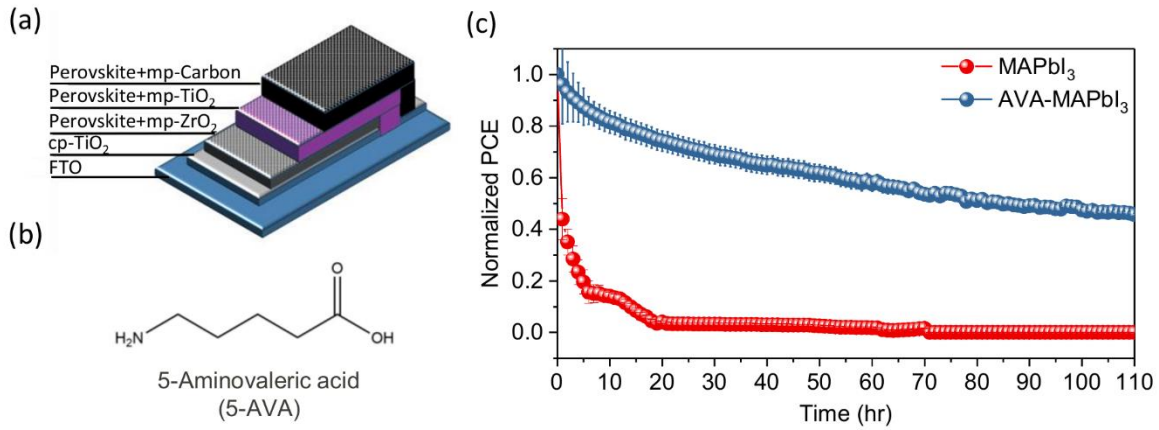 (a)
Perovskite+mp-Carbon
Perovskite+mp-TiO₂
Perovskite+mp-ZrO₂
cp-TiO₂
FTO
(b)
H₂N
O
OH
5-Aminovaleric acid
(5-AVA)
(c)
MAPbI₃
AVA-MAPbI₃
Normalized PCE
1.0
0.8
0.6
0.4
0.2
0.0
0 10 20 30 40 50 60 70 80 90 100 110
Time (hr)